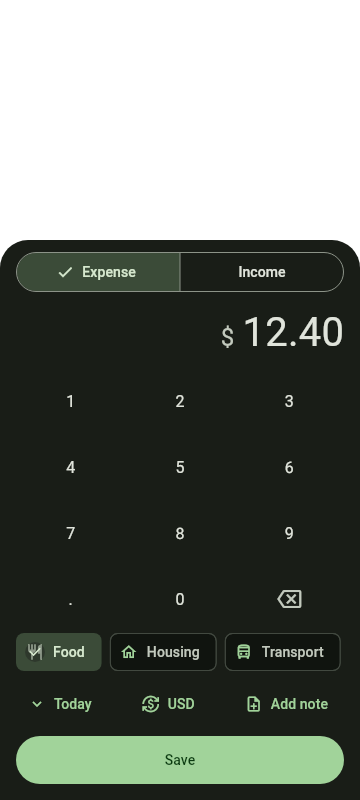 Expense Income
$ 12.40
1 2 3
4 5 6
7 8 9
. 0
Food Housing Transport
Today USD Add note
Save